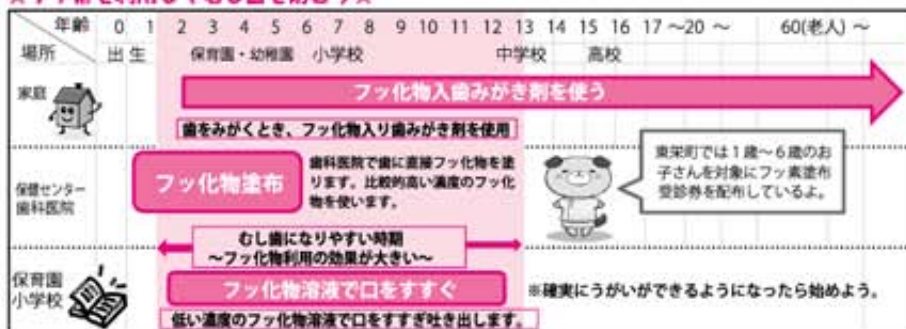 年齢 0 1 2 3 4 5 6 7 8 9 10 11 12 13 14 15 16 17 ～20 ～ 60(老人) ～
場所 出生 保育園・幼稚園 小学校 中学校 高校
家庭
フッ化物入歯みがき剤を使う
歯をみがくとき、フッ化物入り歯みがき剤を使用
保健センター
歯科医院
フッ化物塗布
歯科医院で歯に直接フッ化物を塗
ります。比較的高い濃度のフッ化
物を使います。
東栄町では１歳～６歳のお
子さんを対象にフッ素塗布
受診券を配布しているよ。
むし歯になりやすい時期
～フッ化物利用の効果が大きい～
保育園
小学校
フッ化物溶液で口をすすぐ
※確実にうがいができるようになったら始めよう。
低い濃度のフッ化物溶液で口をすすぎ吐き出します。